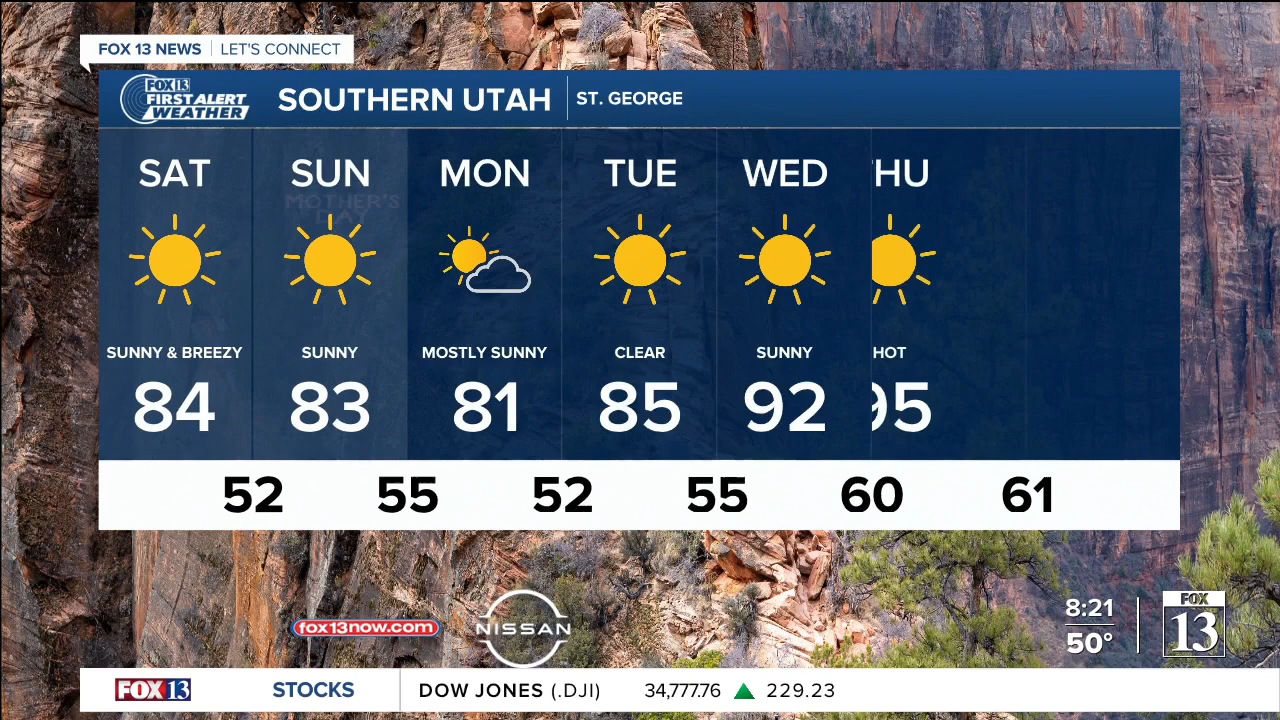 FOX 13 NEWS LET'S CONNECT
FOX 13
FIRST ALERT
WEATHER
SOUTHERN UTAH ST. GEORGE
SAT SUN MON TUE WED HU
MOTHER'S
DAY
SUNNY & BREEZY SUNNY MOSTLY SUNNY CLEAR SUNNY HOT
84 83 81 85 92 95
52 55 52 55 60 61
fox13now.com
NISSAN
8:21
50°
FOX
13
FOX 13 STOCKS DOW JONES (.DJI) 34,777.76 ▲ 229.23